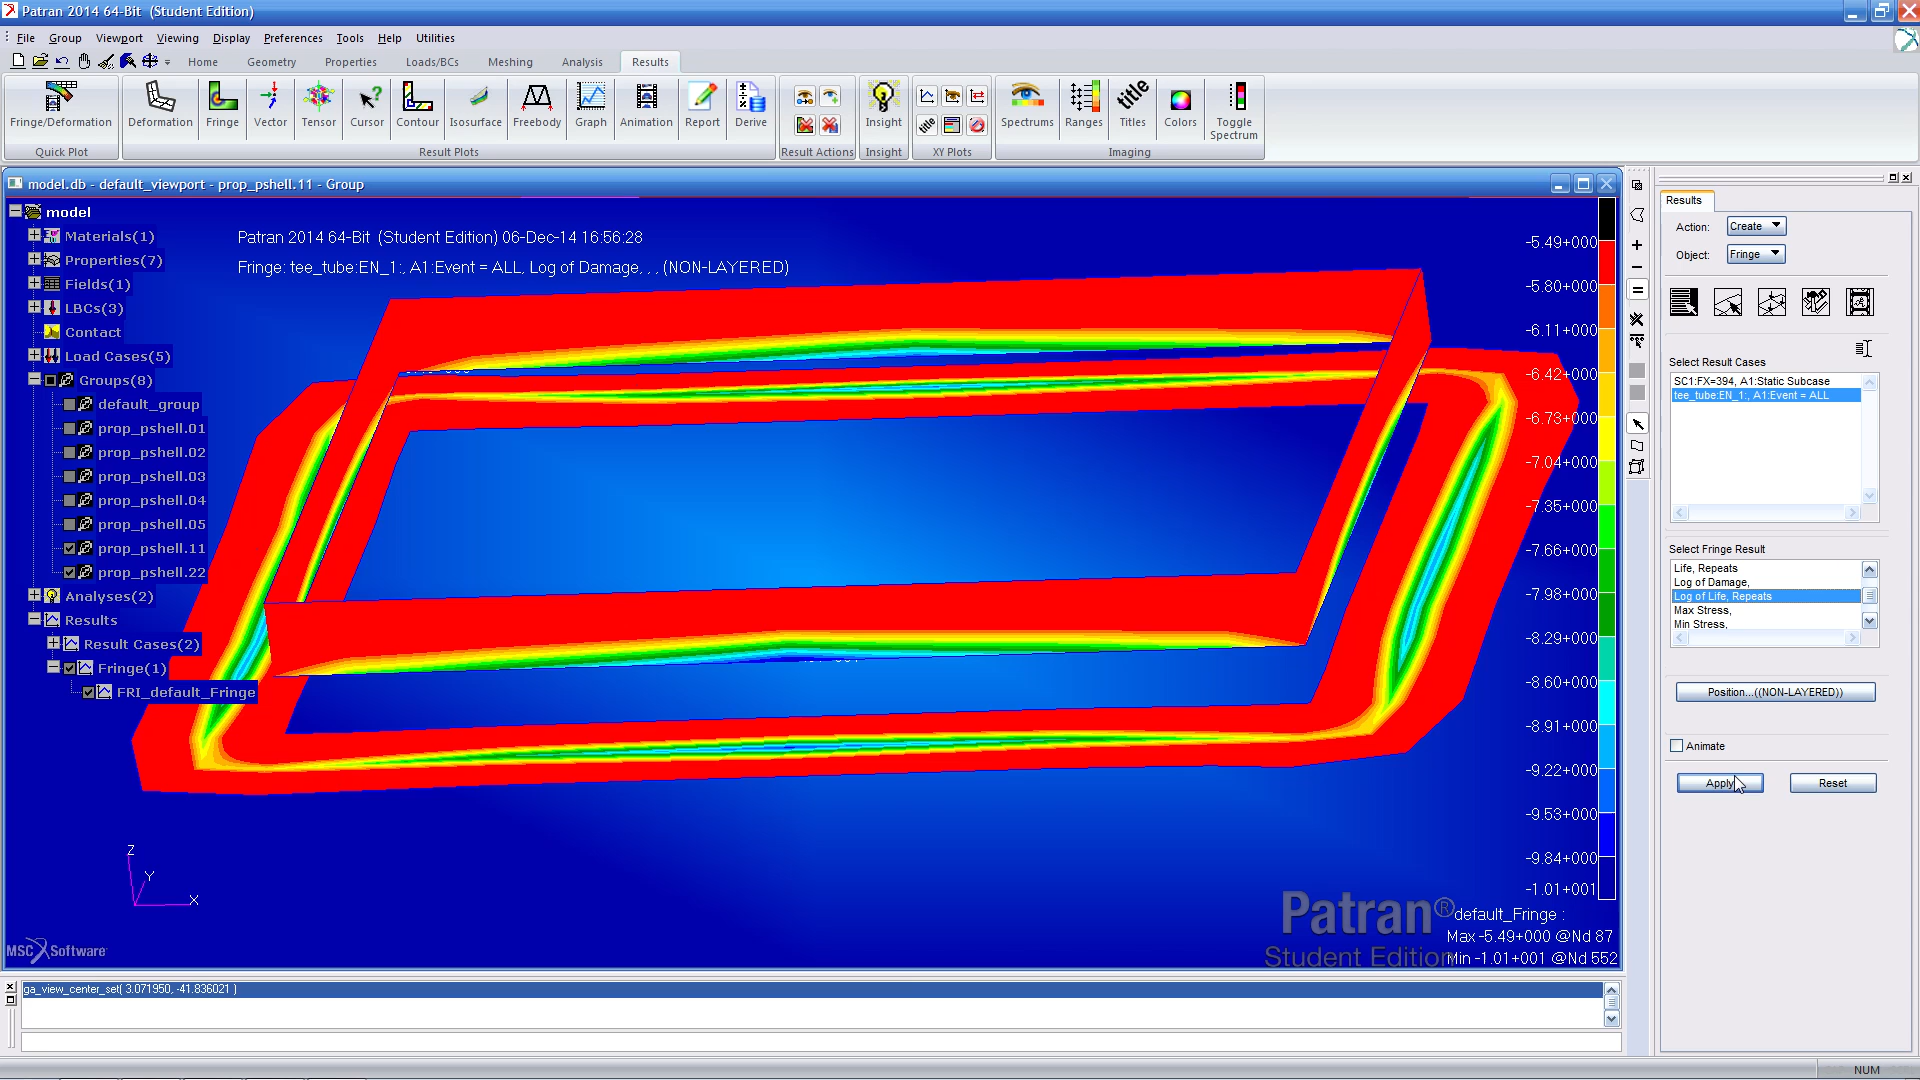 Patran 2014 64-Bit (Student Edition)
File Group Viewport Viewing Display Preferences Tools Help Utilities
Home Geometry Properties Loads/BCs Meshing Analysis Results
Fringe/Deformation Deformation Fringe Vector Tensor Cursor Contour Isosurface Freebody Graph Animation Report Derive Insight title Spectrums Ranges Titles Colors Toggle Spectrum
Quick Plot Result Plots Result Actions Insight XY Plots Imaging
model.db - default_viewport - prop_pshell.11 - Group
model
Materials(1)
Properties(7)
Fields(1)
LBCs(3)
Contact
Load Cases(5)
Groups(8)
default_group
prop_pshell.01
prop_pshell.02
prop_pshell.03
prop_pshell.04
prop_pshell.05
prop_pshell.11
prop_pshell.22
Analyses(2)
Results
Result Cases(2)
Fringe(1)
FRI_default_Fringe
Patran 2014 64-Bit (Student Edition) 06-Dec-14 16:56:28
Fringe: tee_tube:EN_1:, A1:Event = ALL, Log of Damage, , , (NON-LAYERED)
-5.49+000
-5.80+000
-6.11+000
-6.42+000
-6.73+000
-7.04+000
-7.35+000
-7.66+000
-7.98+000
-8.29+000
-8.60+000
-8.91+000
-9.22+000
-9.53+000
-9.84+000
-1.01+001
default_Fringe :
Max -5.49+000 @Nd 87
Min -1.01+001 @Nd 552
Patran®
Student Edition
Z
Y
X
MSC Software
Results
Action: Create
Object: Fringe
Select Result Cases
SC1:FX=394, A1:Static Subcase
tee_tube:EN_1:, A1:Event = ALL
Select Fringe Result
Life, Repeats
Log of Damage,
Log of Life, Repeats
Max Stress,
Min Stress,
Position...((NON-LAYERED))
Animate
Apply Reset
ga_view_center_set( 3.071950, -41.836021 )
NUM